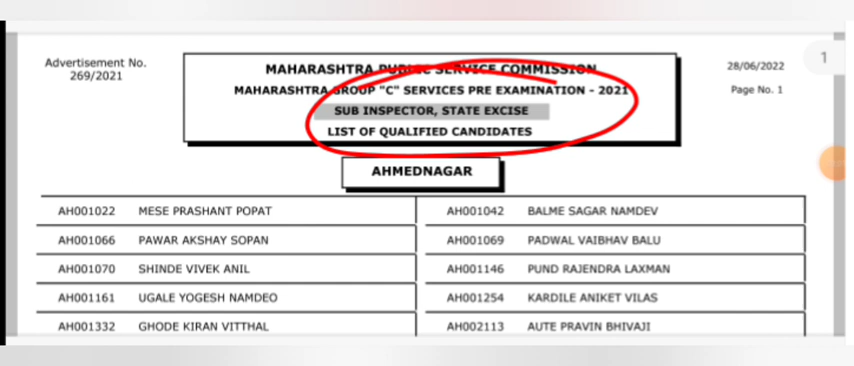 Advertisement No.
269/2021
MAHARASHTRA PUBLIC SERVICE COMMISSION
MAHARASHTRA GROUP "C" SERVICES PRE EXAMINATION - 2021
SUB INSPECTOR, STATE EXCISE
LIST OF QUALIFIED CANDIDATES
28/06/2022
Page No. 1
1
AHMEDNAGAR
AH001022 MESE PRASHANT POPAT AH001042 BALME SAGAR NAMDEV
AH001066 PAWAR AKSHAY SOPAN AH001069 PADWAL VAIBHAV BALU
AH001070 SHINDE VIVEK ANIL AH001146 PUND RAJENDRA LAXMAN
AH001161 UGALE YOGESH NAMDEO AH001254 KARDILE ANIKET VILAS
AH001332 GHODE KIRAN VITTHAL AH002113 AUTE PRAVIN BHIVAJI